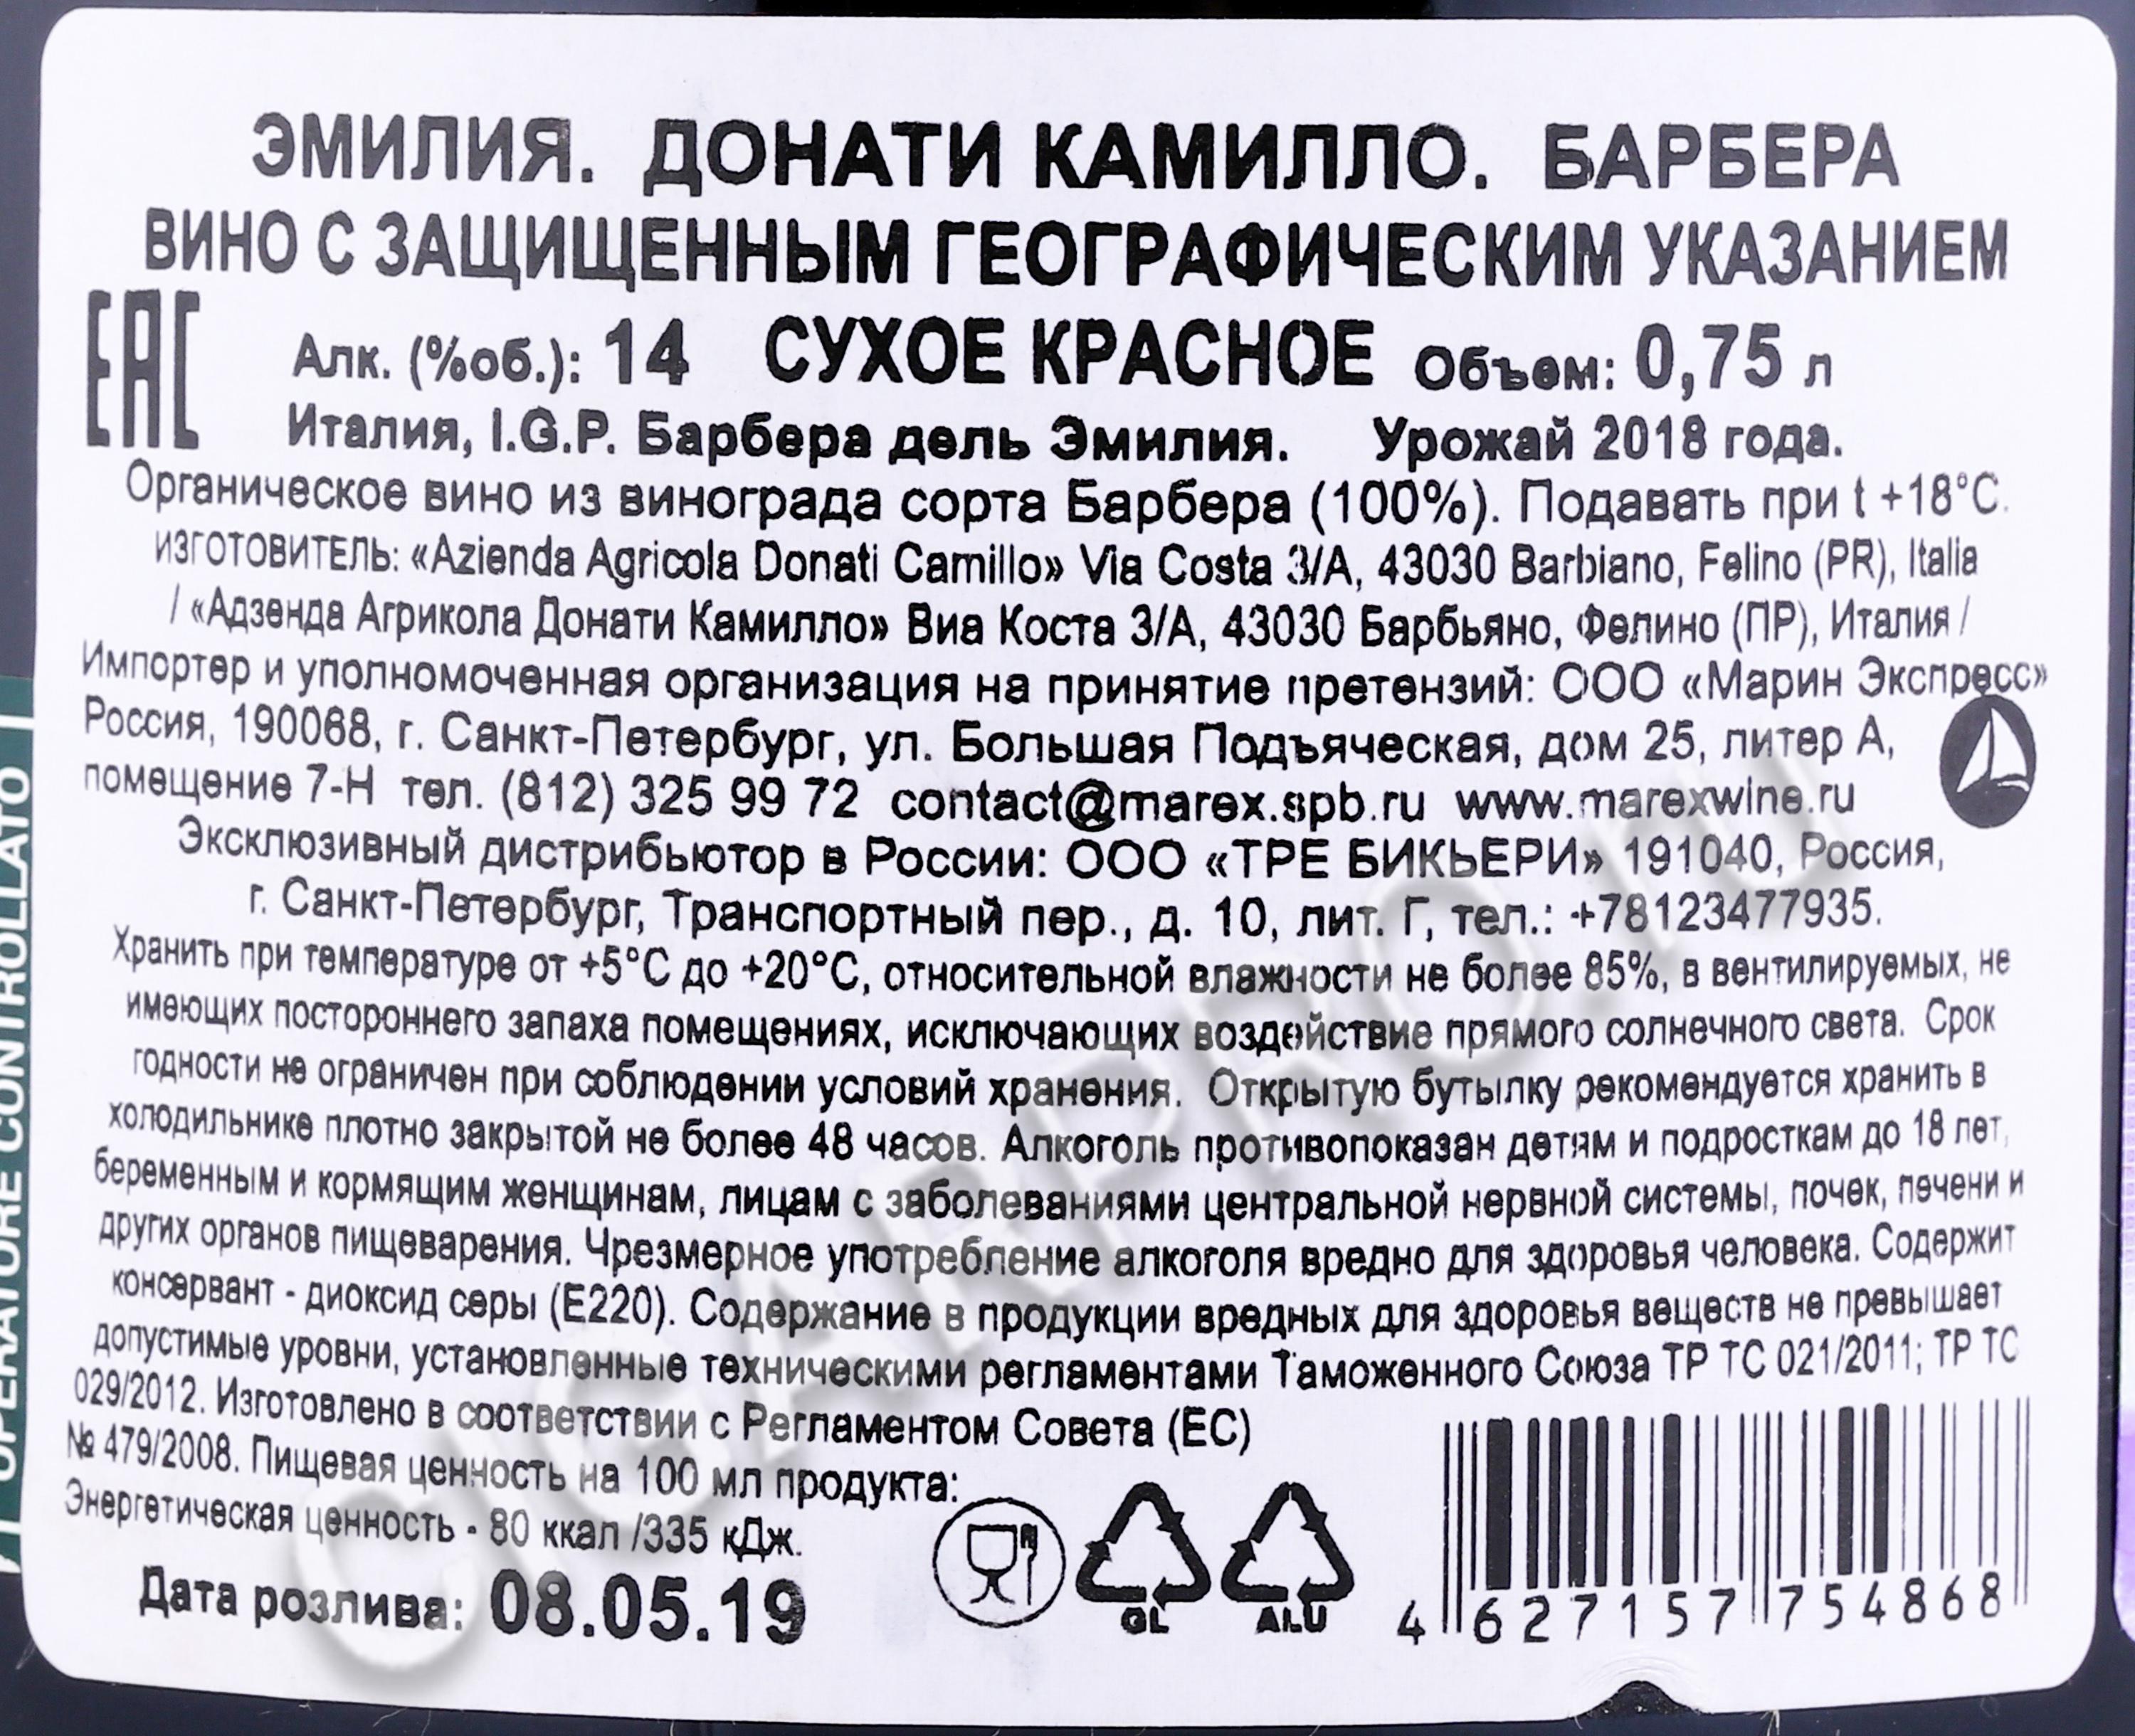 ЭМИЛИЯ. ДОНАТИ КАМИЛЛО. БАРБЕРА
ВИНО С ЗАЩИЩЕННЫМ ГЕОГРАФИЧЕСКИМ УКАЗАНИЕМ
EAC
Алк. (%об.): 14 СУХОЕ КРАСНОЕ Объем: 0,75 л
Италия, I.G.P. Барбера дель Эмилия. Урожай 2018 года.
Органическое вино из винограда сорта Барбера (100%). Подавать при t +18°C.
изготовитель: «Azienda Agricola Donati Camillo» Via Costa 3/A, 43030 Barbiano, Felino (PR), Italia
/ «Адзенда Агрикола Донати Камилло» Виа Коста 3/А, 43030 Барбьяно, Фелино (ПР), Италия /
Импортер и уполномоченная организация на принятие претензий: ООО «Марин Экспресс»
Россия, 190068, г. Санкт-Петербург, ул. Большая Подъяческая, дом 25, литер А,
помещение 7-Н тел. (812) 325 99 72 contact@marex.spb.ru www.marexwine.ru
Эксклюзивный дистрибьютор в России: ООО «ТРЕ БИКЬЕРИ» 191040, Россия,
г. Санкт-Петербург, Транспортный пер., д. 10, лит. Г, тел.: +78123477935.
Хранить при температуре от +5°C до +20°C, относительной влажности не более 85%, в вентилируемых, не
имеющих постороннего запаха помещениях, исключающих воздействие прямого солнечного света. Срок
годности не ограничен при соблюдении условий хранения. Открытую бутылку рекомендуется хранить в
холодильнике плотно закрытой не более 48 часов. Алкоголь противопоказан детям и подросткам до 18 лет,
беременным и кормящим женщинам, лицам с заболеваниями центральной нервной системы, почек, печени и
других органов пищеварения. Чрезмерное употребление алкоголя вредно для здоровья человека. Содержит
консервант - диоксид серы (Е220). Содержание в продукции вредных для здоровья веществ не превышает
допустимые уровни, установленные техническими регламентами Таможенного Союза ТР ТС 021/2011; ТР ТС
029/2012. Изготовлено в соответствии с Регламентом Совета (ЕС)
№ 479/2008. Пищевая ценность на 100 мл продукта:
Энергетическая ценность - 80 ккал /335 кДж.
Дата розлива: 08.05.19
GL
ALU
4 627157 754868
OPERATORE CONTROLLATO
CIGARPRO.ru